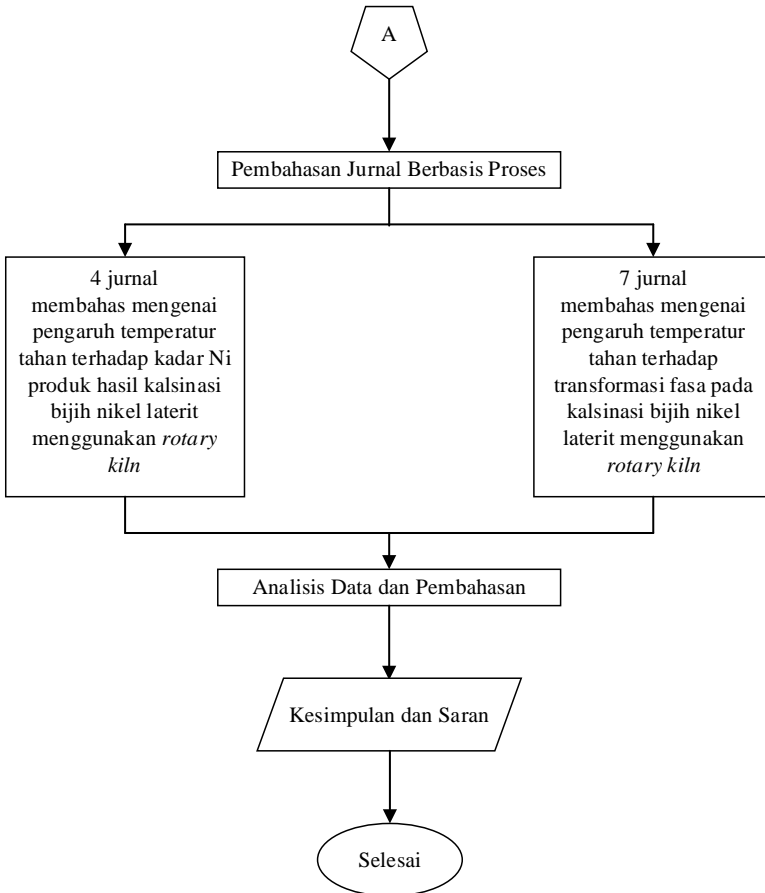 A
Pembahasan Jurnal Berbasis Proses
4 jurnal
membahas mengenai
pengaruh temperatur
tahan terhadap kadar Ni
produk hasil kalsinasi
bijih nikel laterit
menggunakan rotary
kiln
7 jurnal
membahas mengenai
pengaruh temperatur
tahan terhadap
transformasi fasa pada
kalsinasi bijih nikel
laterit menggunakan
rotary kiln
Analisis Data dan Pembahasan
Kesimpulan dan Saran
Selesai